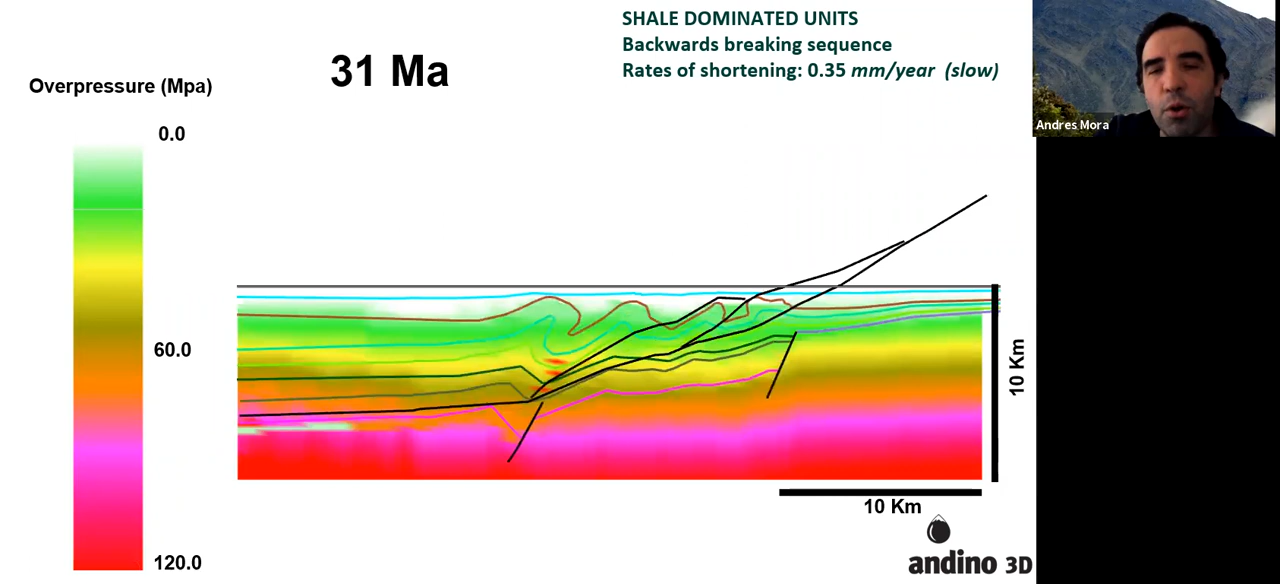 SHALE DOMINATED UNITS
Backwards breaking sequence
Rates of shortening: 0.35 mm/year (slow)
31 Ma
Overpressure (Mpa)
0.0
60.0
120.0
Andres Mora
10 Km
10 Km
andino 3D